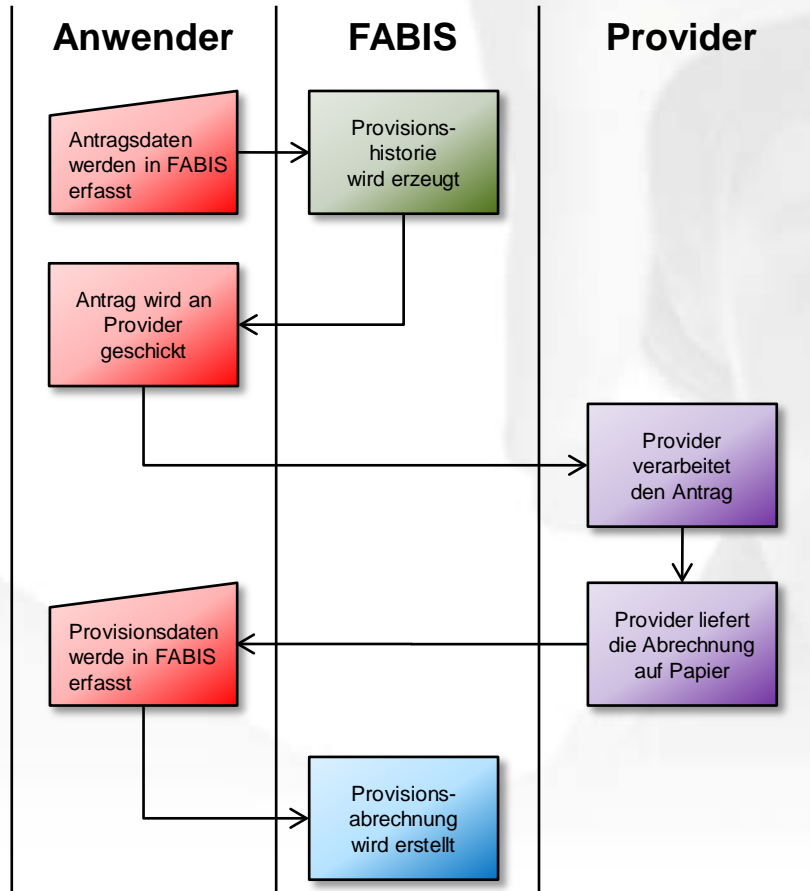 Anwender
FABIS
Provider
Antragsdaten
werden in FABIS
erfasst
Provisions-
historie
wird erzeugt
Antrag wird an
Provider
geschickt
Provider
verarbeitet
den Antrag
Provisionsdaten
werde in FABIS
erfasst
Provider liefert
die Abrechnung
auf Papier
Provisions-
abrechnung
wird erstellt